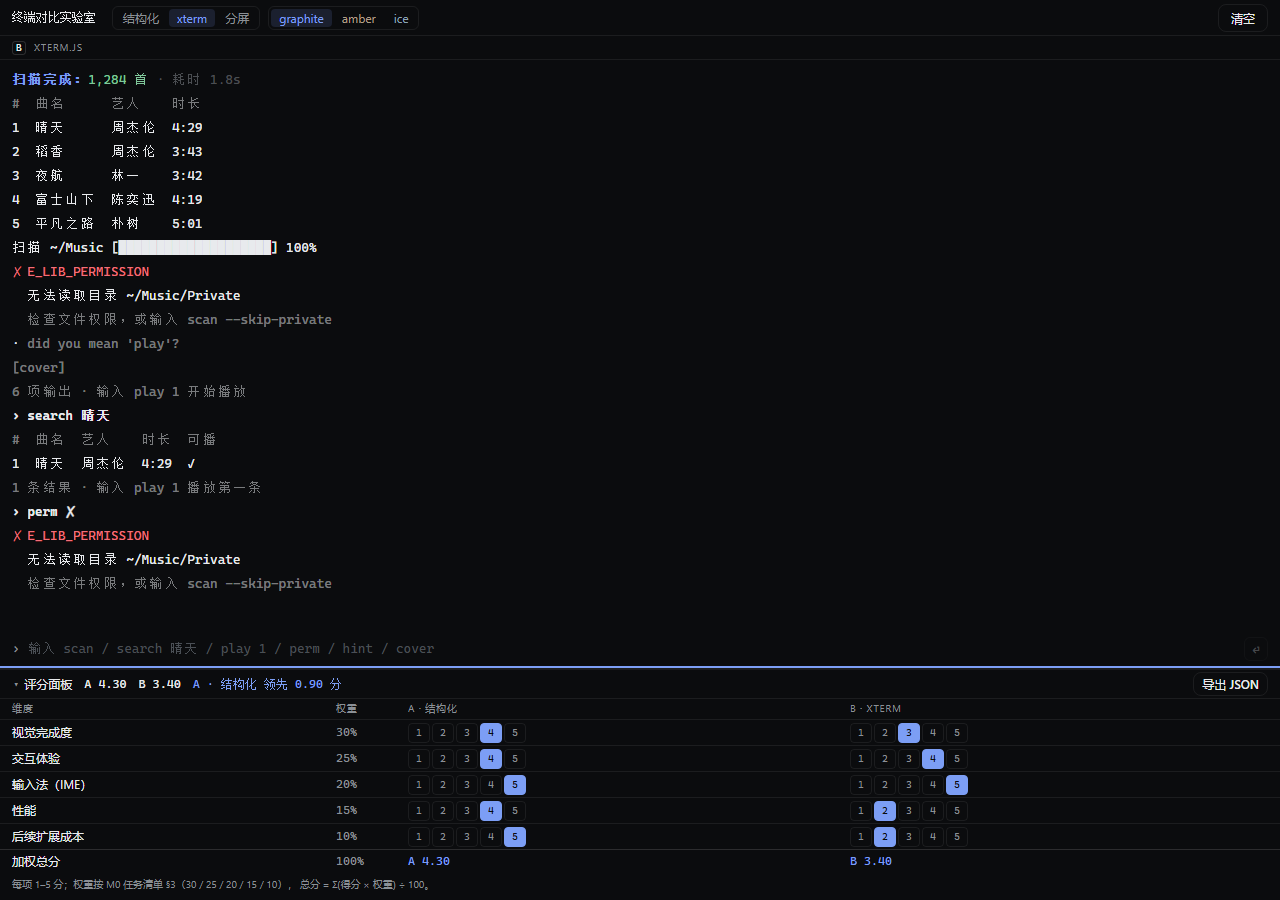 终端对比实验室 结构化 xterm 分屏 graphite amber ice 清空
B XTERM.JS
扫描完成: 1,284 首 · 耗时 1.8s
# 曲名 艺人 时长
1 晴天 周杰伦 4:29
2 稻香 周杰伦 3:43
3 夜航 林一 3:42
4 富士山下 陈奕迅 4:19
5 平凡之路 朴树 5:01
扫描 ~/Music [████████████████████] 100%
✗ E_LIB_PERMISSION
无法读取目录 ~/Music/Private
检查文件权限，或输入 scan --skip-private
· did you mean 'play'?
[cover]
6 项输出 · 输入 play 1 开始播放
› search 晴天
# 曲名 艺人 时长 可播
1 晴天 周杰伦 4:29 ✓
1 条结果 · 输入 play 1 播放第一条
› perm ✗
✗ E_LIB_PERMISSION
无法读取目录 ~/Music/Private
检查文件权限，或输入 scan --skip-private
› 输入 scan / search 晴天 / play 1 / perm / hint / cover ↵
▾ 评分面板 A 4.30 B 3.40 A · 结构化 领先 0.90 分 导出 JSON
维度 权重 A · 结构化 B · XTERM
视觉完成度 30% 1 2 3 4 5 1 2 3 4 5
交互体验 25% 1 2 3 4 5 1 2 3 4 5
输入法（IME） 20% 1 2 3 4 5 1 2 3 4 5
性能 15% 1 2 3 4 5 1 2 3 4 5
后续扩展成本 10% 1 2 3 4 5 1 2 3 4 5
加权总分 100% A 4.30 B 3.40
每项 1–5 分；权重按 M0 任务清单 §3（30 / 25 / 20 / 15 / 10），总分 = Σ(得分 × 权重) ÷ 100。